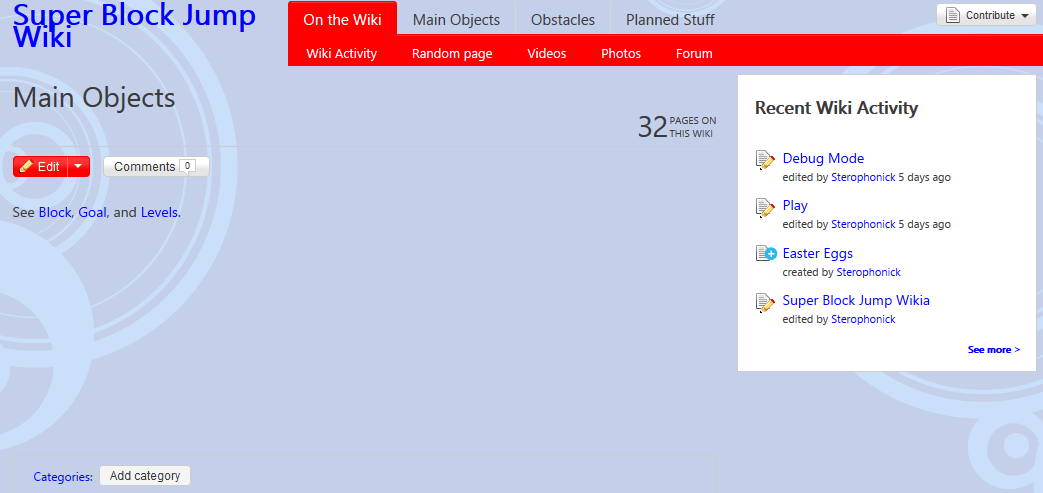 Super Block Jump
Wiki
On the Wiki
Main Objects
Obstacles
Planned Stuff
Contribute
Wiki Activity
Random page
Videos
Photos
Forum
Main Objects
32 PAGES ON
THIS WIKI
Edit
Comments 0
See Block, Goal, and Levels.
Categories: Add category
Recent Wiki Activity
Debug Mode
edited by Sterophonick 5 days ago
Play
edited by Sterophonick 5 days ago
Easter Eggs
created by Sterophonick
Super Block Jump Wikia
edited by Sterophonick
See more >